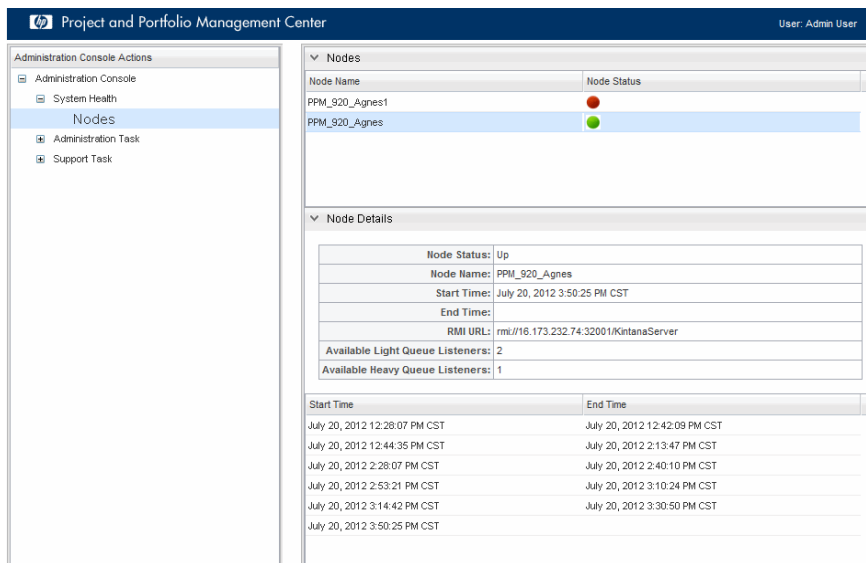 hp Project and Portfolio Management Center
User: Admin User
Administration Console Actions
Administration Console
System Health
Nodes
Administration Task
Support Task
Nodes
Node Name Node Status
PPM_920_Agnes1
PPM_920_Agnes
Node Details
Node Status: Up
Node Name: PPM_920_Agnes
Start Time: July 20, 2012 3:50:25 PM CST
End Time:
RMI URL: rmi://16.173.232.74:32001/KintanaServer
Available Light Queue Listeners: 2
Available Heavy Queue Listeners: 1
Start Time End Time
July 20, 2012 12:28:07 PM CST July 20, 2012 12:42:09 PM CST
July 20, 2012 12:44:35 PM CST July 20, 2012 2:13:47 PM CST
July 20, 2012 2:28:07 PM CST July 20, 2012 2:40:10 PM CST
July 20, 2012 2:53:21 PM CST July 20, 2012 3:10:24 PM CST
July 20, 2012 3:14:42 PM CST July 20, 2012 3:30:50 PM CST
July 20, 2012 3:50:25 PM CST